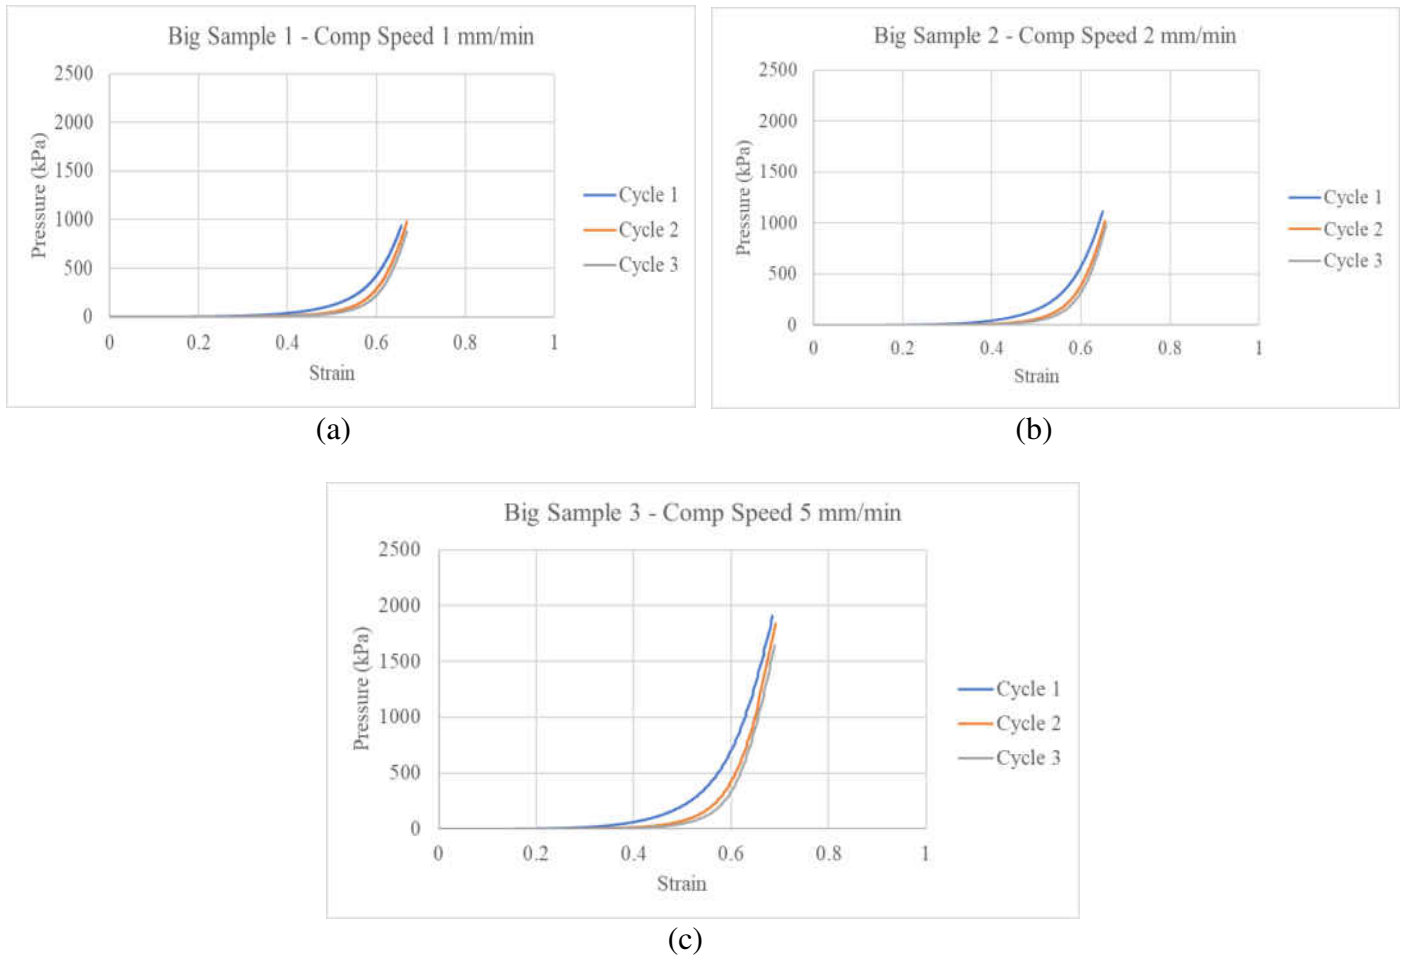 Big Sample 1 - Comp Speed 1 mm/min
2500
2000
1500
1000
500
0
Pressure (kPa)
0 0.2 0.4 0.6 0.8 1
Strain
Cycle 1
Cycle 2
Cycle 3
(a)
Big Sample 2 - Comp Speed 2 mm/min
2500
2000
1500
1000
500
0
Pressure (kPa)
0 0.2 0.4 0.6 0.8 1
Strain
Cycle 1
Cycle 2
Cycle 3
(b)
Big Sample 3 - Comp Speed 5 mm/min
2500
2000
1500
1000
500
0
Pressure (kPa)
0 0.2 0.4 0.6 0.8 1
Strain
Cycle 1
Cycle 2
Cycle 3
(c)